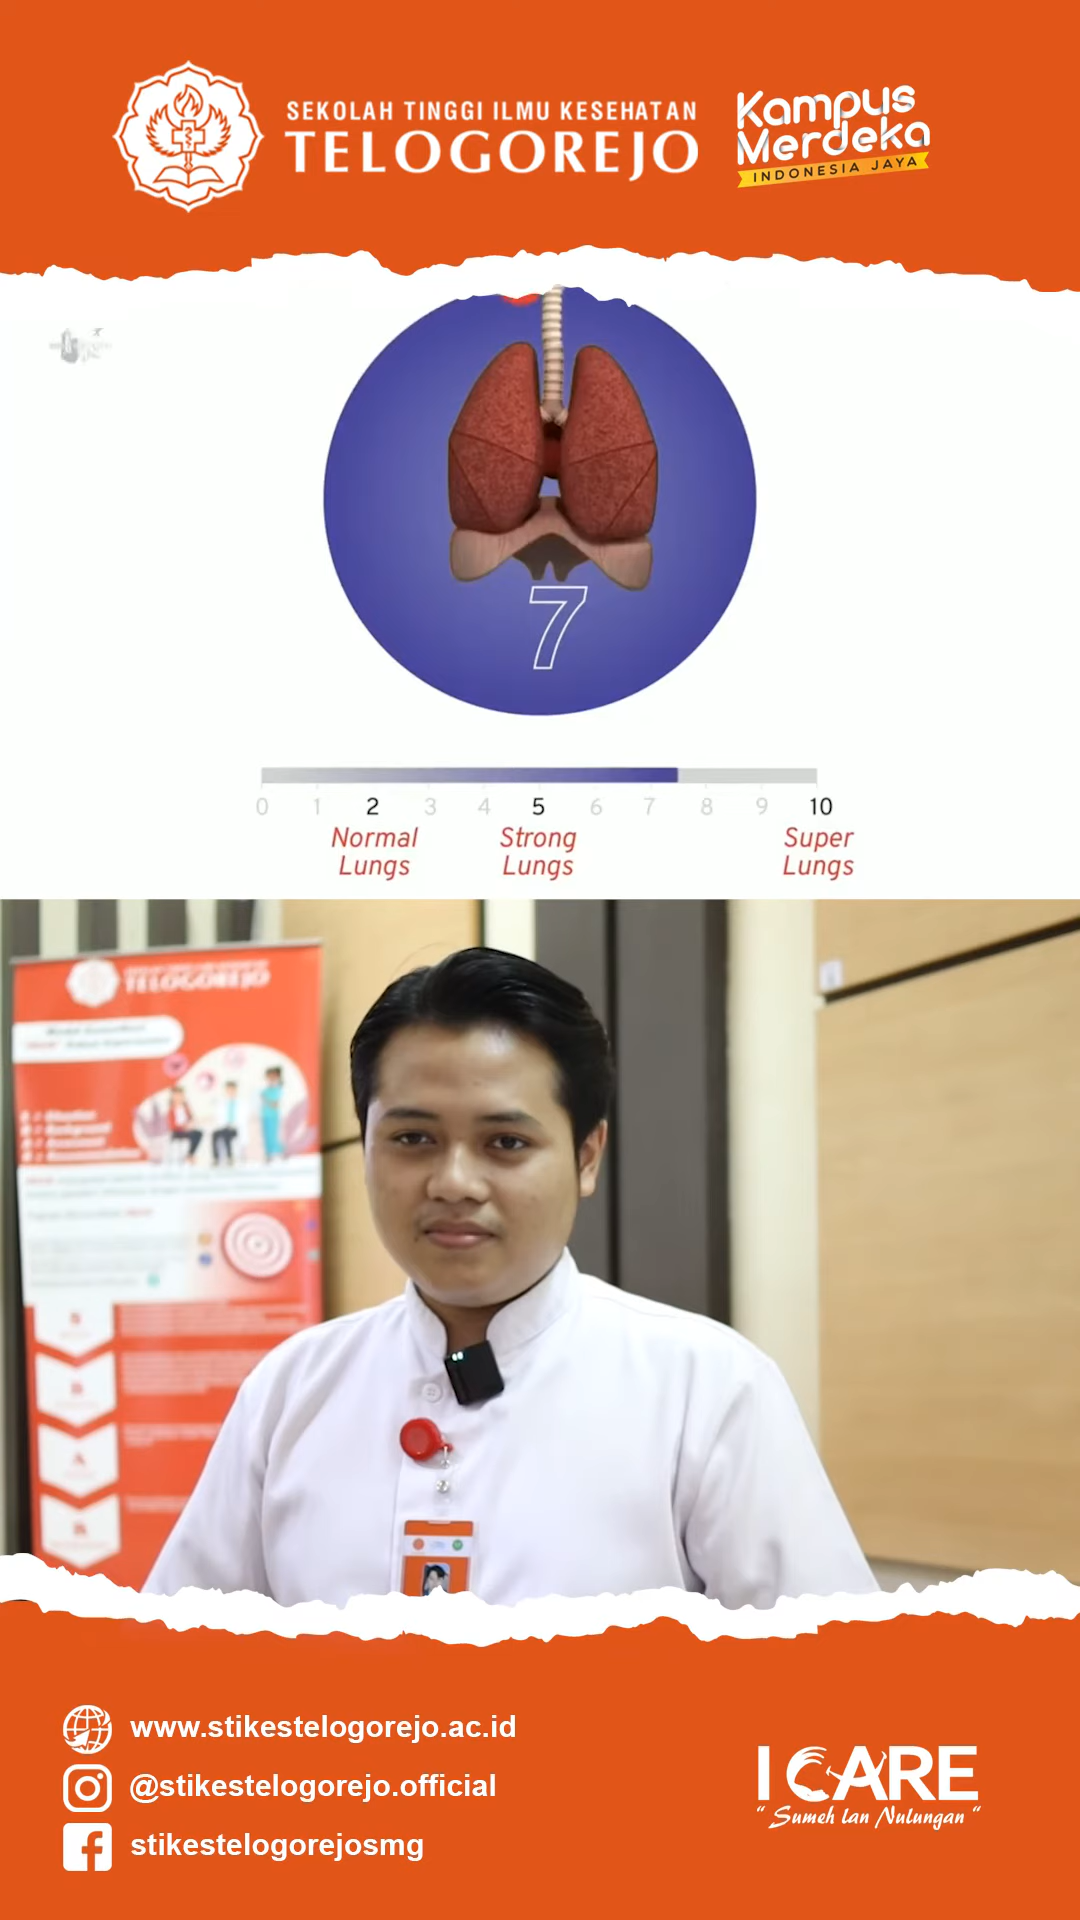 SEKOLAH TINGGI ILMU KESEHATAN
TELOGOREJO
Kampus
Merdeka
INDONESIA JAYA
7
0 1 2 3 4 5 6 7 8 9 10
Normal Strong Super
Lungs Lungs Lungs
TELOGOREJO
S
B
A
R
www.stikestelogorejo.ac.id
@stikestelogorejo.official
stikestelogorejosmg
I CARE
“ Sumeh lan Nulungan ”